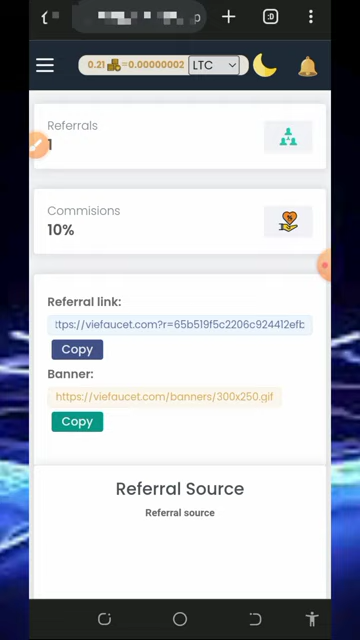 :D
0.21 =0.00000002 LTC
Referrals
1
Commisions
10%
Referral link:
ttps://viefaucet.com?r=65b519f5c2206c924412efb
Copy
Banner:
https://viefaucet.com/banners/300x250.gif
Copy
Referral Source
Referral source